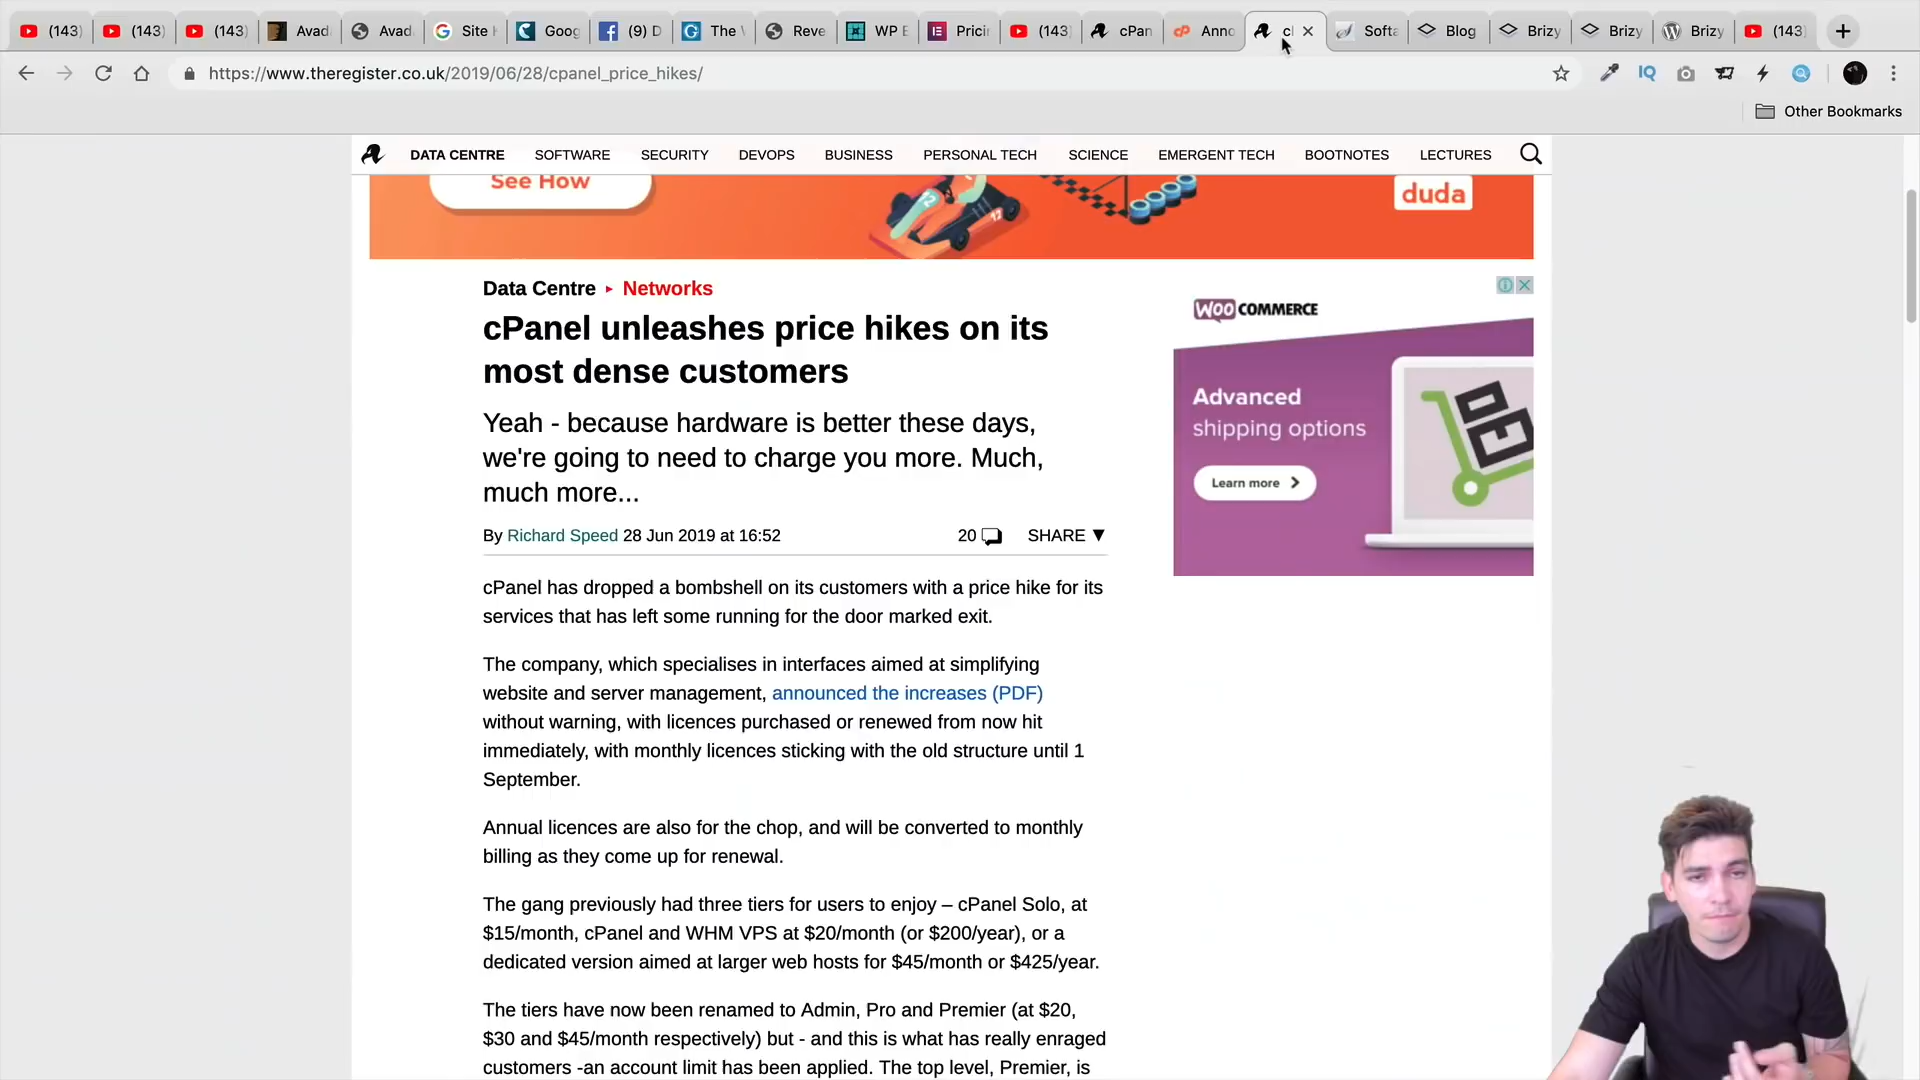 (143)
(143)
(143)
Avad
Avad
Site
Goog
(9) D
The
Reve
WP E
Prici
(143)
cPan
Anno
Softa
Blog
Brizy
Brizy
Brizy
(143)
https://www.theregister.co.uk/2019/06/28/cpanel_price_hikes/
IQ
Other Bookmarks
DATA CENTRE SOFTWARE SECURITY DEVOPS BUSINESS PERSONAL TECH SCIENCE EMERGENT TECH BOOTNOTES LECTURES
See How
12
12
duda
Data Centre ▸ Networks
cPanel unleashes price hikes on its
most dense customers
Yeah - because hardware is better these days,
we're going to need to charge you more. Much,
much more...
By Richard Speed 28 Jun 2019 at 16:52
20
SHARE ▼
WOO COMMERCE
Advanced
shipping options
Learn more
cPanel has dropped a bombshell on its customers with a price hike for its
services that has left some running for the door marked exit.
The company, which specialises in interfaces aimed at simplifying
website and server management, announced the increases (PDF)
without warning, with licences purchased or renewed from now hit
immediately, with monthly licences sticking with the old structure until 1
September.
Annual licences are also for the chop, and will be converted to monthly
billing as they come up for renewal.
The gang previously had three tiers for users to enjoy – cPanel Solo, at
$15/month, cPanel and WHM VPS at $20/month (or $200/year), or a
dedicated version aimed at larger web hosts for $45/month or $425/year.
The tiers have now been renamed to Admin, Pro and Premier (at $20,
$30 and $45/month respectively) but - and this is what has really enraged
customers -an account limit has been applied. The top level, Premier, is